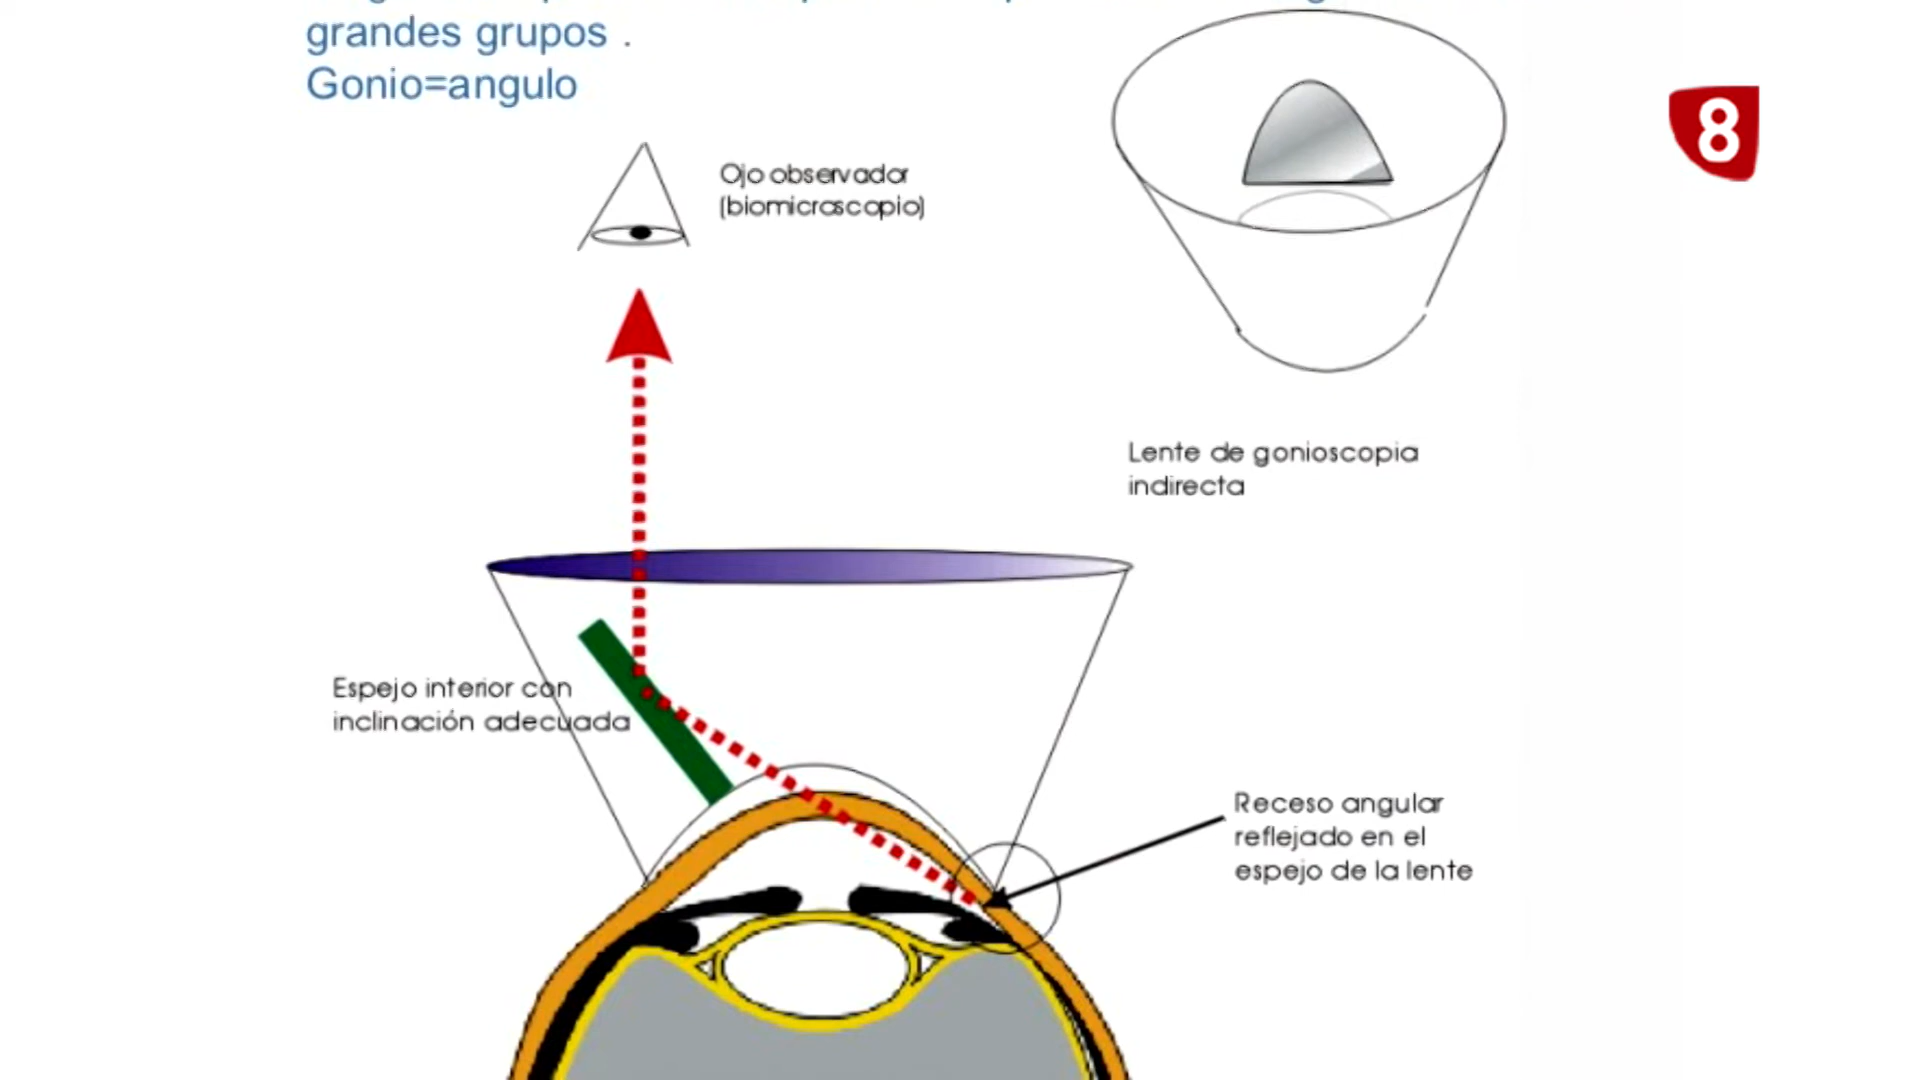 grandes grupos .
Gonio=angulo
Ojo observador
(biomicroscopio)
8
Lente de gonioscopia
indirecta
Espejo interior con
inclinación adecuada
Receso angular
reflejado en el
espejo de la lente